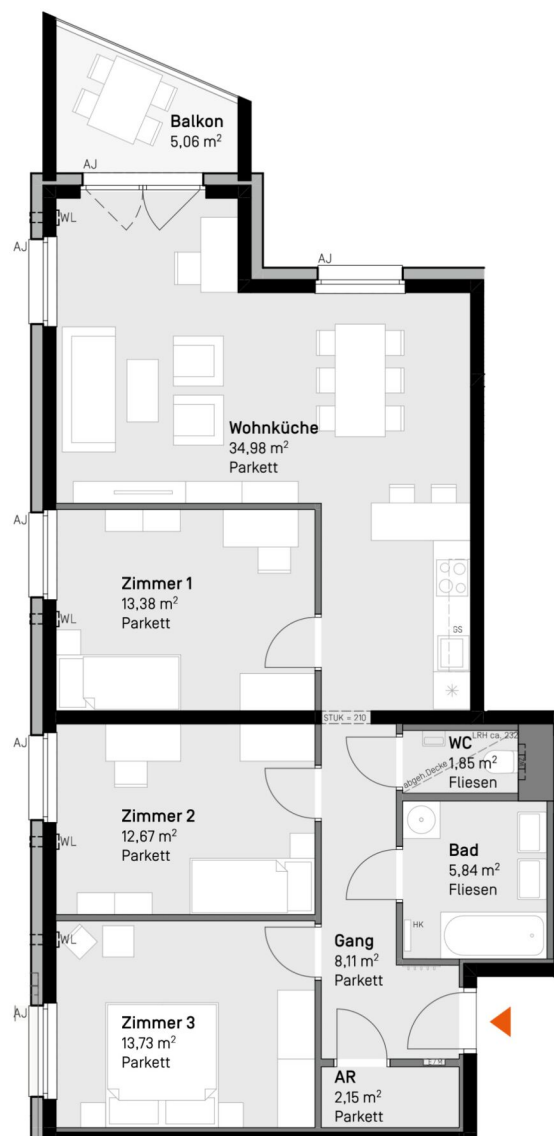 Balkon
5,06 m²
AJ
WL
AJ
AJ
Wohnküche
34,98 m²
Parkett
AJ
Zimmer 1
13,38 m²
Parkett
WL
GS
STUK = 210
AJ
LRH ca. 232
abgeh.Decke
WC
1,85 m²
Fliesen
Zimmer 2
12,67 m²
Parkett
WL
Bad
5,84 m²
Fliesen
HK
WL
Gang
8,11 m²
Parkett
AJ
Zimmer 3
13,73 m²
Parkett
AR
2,15 m²
Parkett